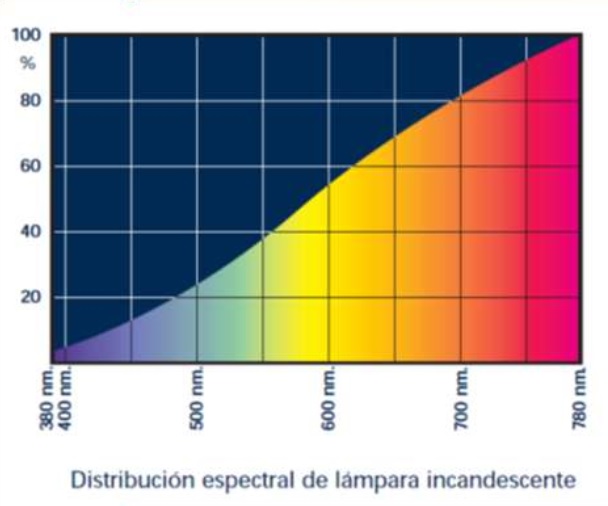 100
%
80
60
40
20
380 nm.
400 nm.
500 nm.
600 nm.
700 nm.
780 nm.
Distribución espectral de lámpara incandescente